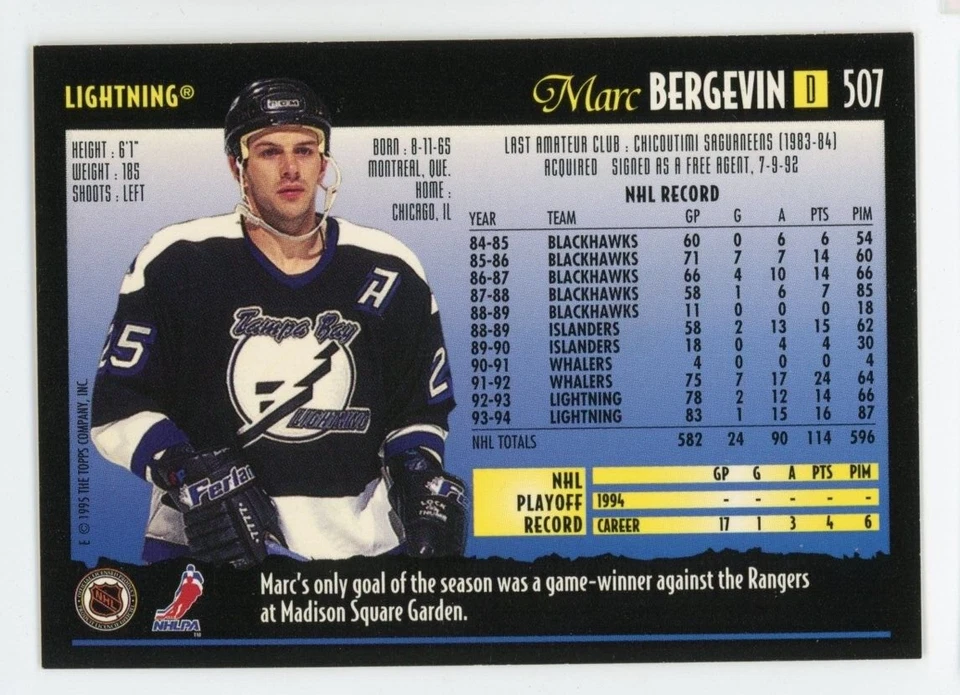 LIGHTNING®
Marc BERGEVIN D 507
HEIGHT : 6'1"
WEIGHT : 185
SHOOTS : LEFT
BORN : 8-11-65
MONTREAL, QUE.
HOME :
CHICAGO, IL
LAST AMATEUR CLUB : CHICOUTIMI SAGUANEENS (1983-84)
ACQUIRED SIGNED AS A FREE AGENT, 7-9-92
NHL RECORD
YEAR TEAM GP G A PTS PIM
84-85 BLACKHAWKS 60 0 6 6 54
85-86 BLACKHAWKS 71 7 7 14 60
86-87 BLACKHAWKS 66 4 10 14 66
87-88 BLACKHAWKS 58 1 6 7 85
88-89 BLACKHAWKS 11 0 0 0 18
88-89 ISLANDERS 58 2 13 15 62
89-90 ISLANDERS 18 0 4 4 30
90-91 WHALERS 4 0 0 0 4
91-92 WHALERS 75 7 17 24 64
92-93 LIGHTNING 78 2 12 14 66
93-94 LIGHTNING 83 1 15 16 87
NHL TOTALS 582 24 90 114 596
NHL
PLAYOFF
RECORD
GP G A PTS PIM
1994 - - - - -
CAREER 17 1 3 4 6
A
25
2
Tampa Bay
LIGHTNING
Ferla
F
E © 1995 THE TOPPS COMPANY, INC.
NHL
NHLPA™
Marc's only goal of the season was a game-winner against the Rangers
at Madison Square Garden.